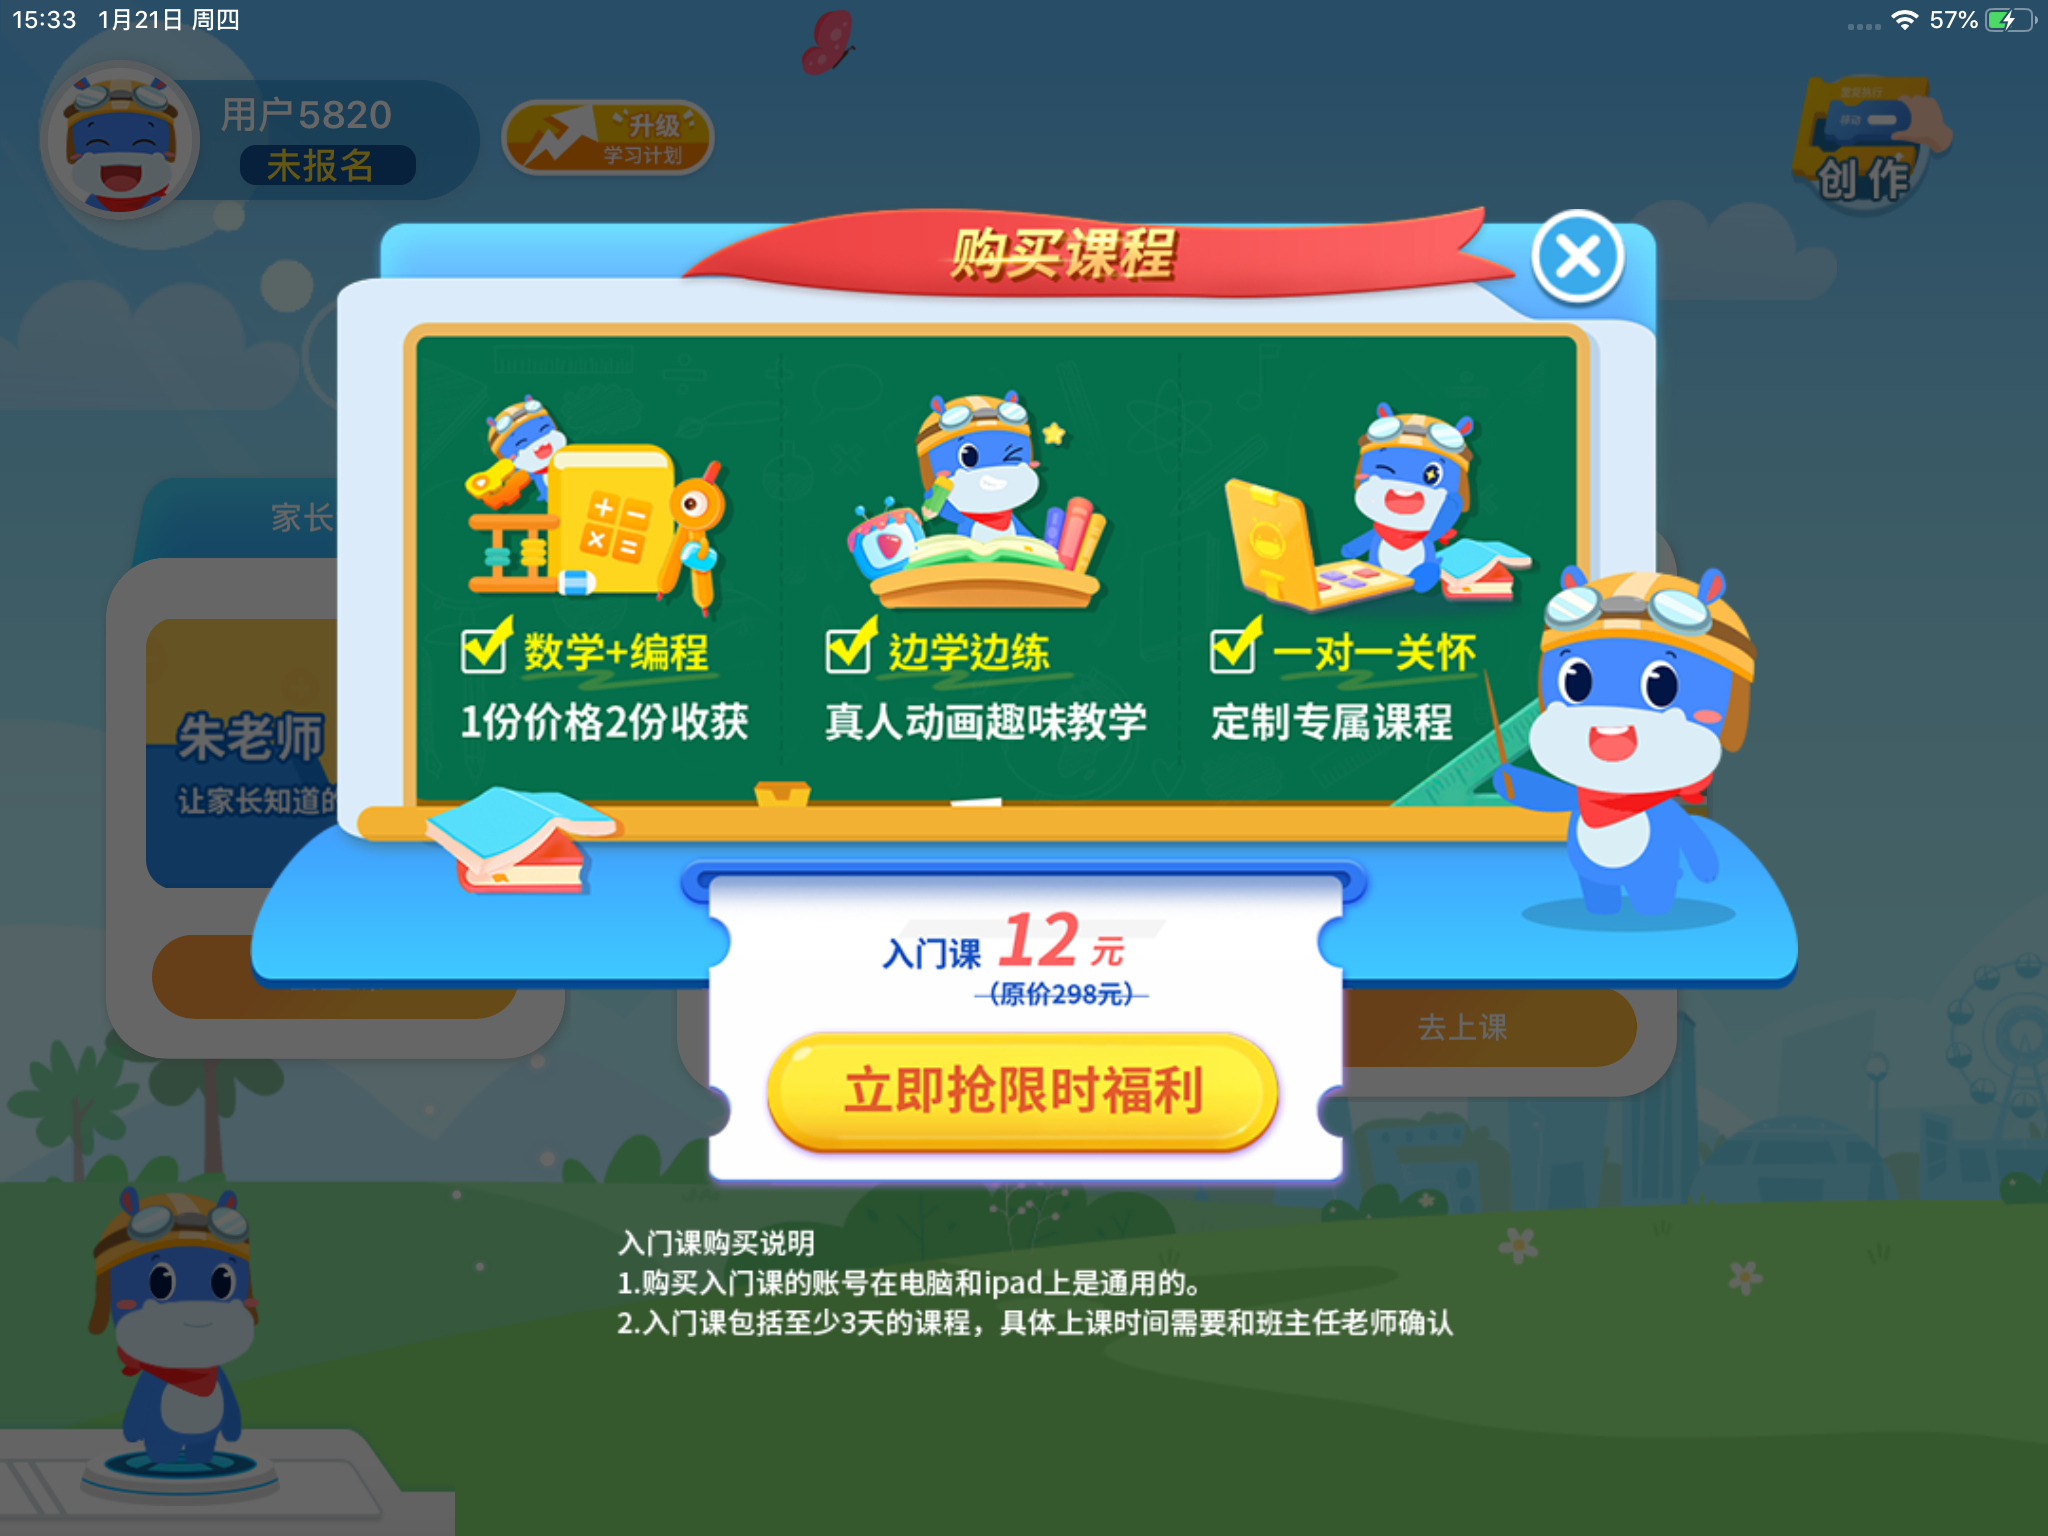 15:33 1月21日 周四
57%
用户5820
未报名
升级
学习计划
重复执行
移动
创作
购买课程
家长
朱老师
让家长知道的
数学+编程
1份价格2份收获
边学边练
真人动画趣味教学
一对一关怀
定制专属课程
入门课 12 元
（原价298元）
立即抢限时福利
去上课
入门课购买说明
1.购买入门课的账号在电脑和ipad上是通用的。
2.入门课包括至少3天的课程，具体上课时间需要和班主任老师确认